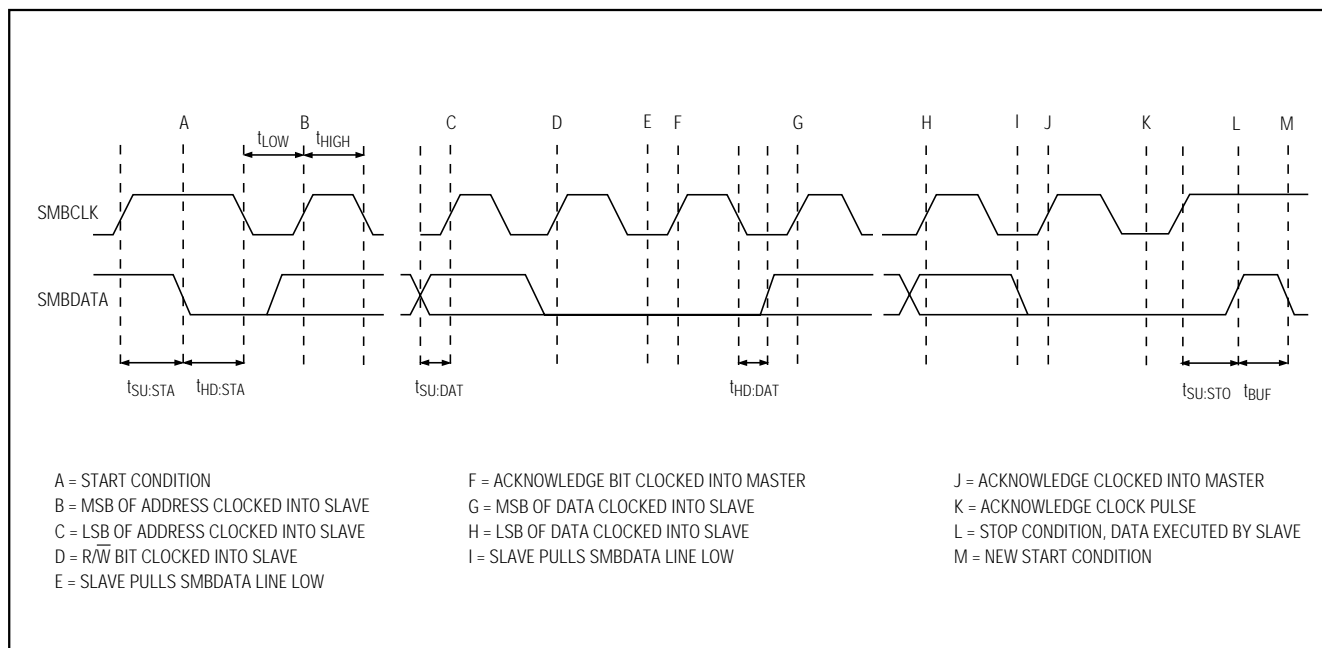 A B C D E F G H I J K L M
tLOW tHIGH
SMBCLK
SMBDATA
tSU:STA tHD:STA tSU:DAT tHD:DAT tSU:STO tBUF
A = START CONDITION
B = MSB OF ADDRESS CLOCKED INTO SLAVE
C = LSB OF ADDRESS CLOCKED INTO SLAVE
D = R/W̅ BIT CLOCKED INTO SLAVE
E = SLAVE PULLS SMBDATA LINE LOW
F = ACKNOWLEDGE BIT CLOCKED INTO MASTER
G = MSB OF DATA CLOCKED INTO SLAVE
H = LSB OF DATA CLOCKED INTO SLAVE
I = SLAVE PULLS SMBDATA LINE LOW
J = ACKNOWLEDGE CLOCKED INTO MASTER
K = ACKNOWLEDGE CLOCK PULSE
L = STOP CONDITION, DATA EXECUTED BY SLAVE
M = NEW START CONDITION